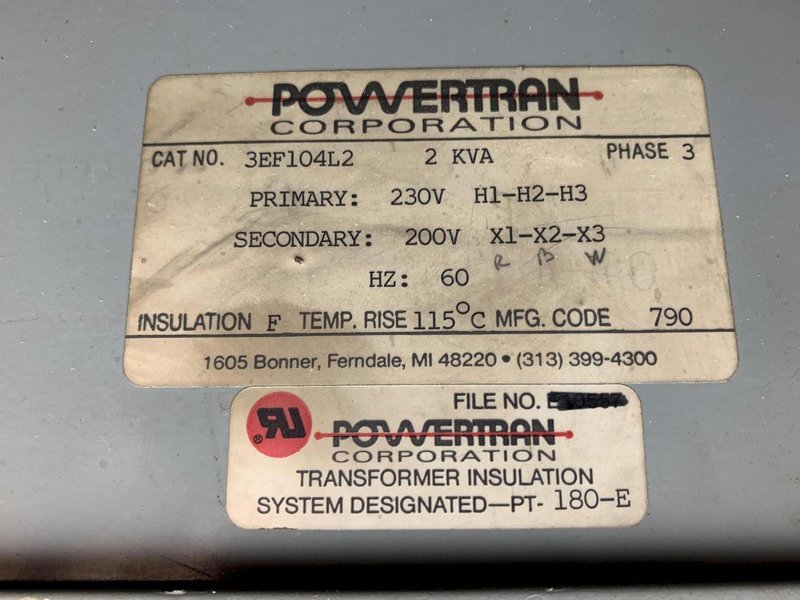 POWERTRAN
CORPORATION
CAT NO. 3EF104L2 2 KVA PHASE 3
PRIMARY: 230V H1-H2-H3
SECONDARY: 200V X1-X2-X3
R B W
HZ: 60
INSULATION F TEMP. RISE 115°C MFG. CODE 790
1605 Bonner, Ferndale, MI 48220 • (313) 399-4300
FILE NO.
RU ®
POWERTRAN
CORPORATION
TRANSFORMER INSULATION
SYSTEM DESIGNATED—PT- 180-E